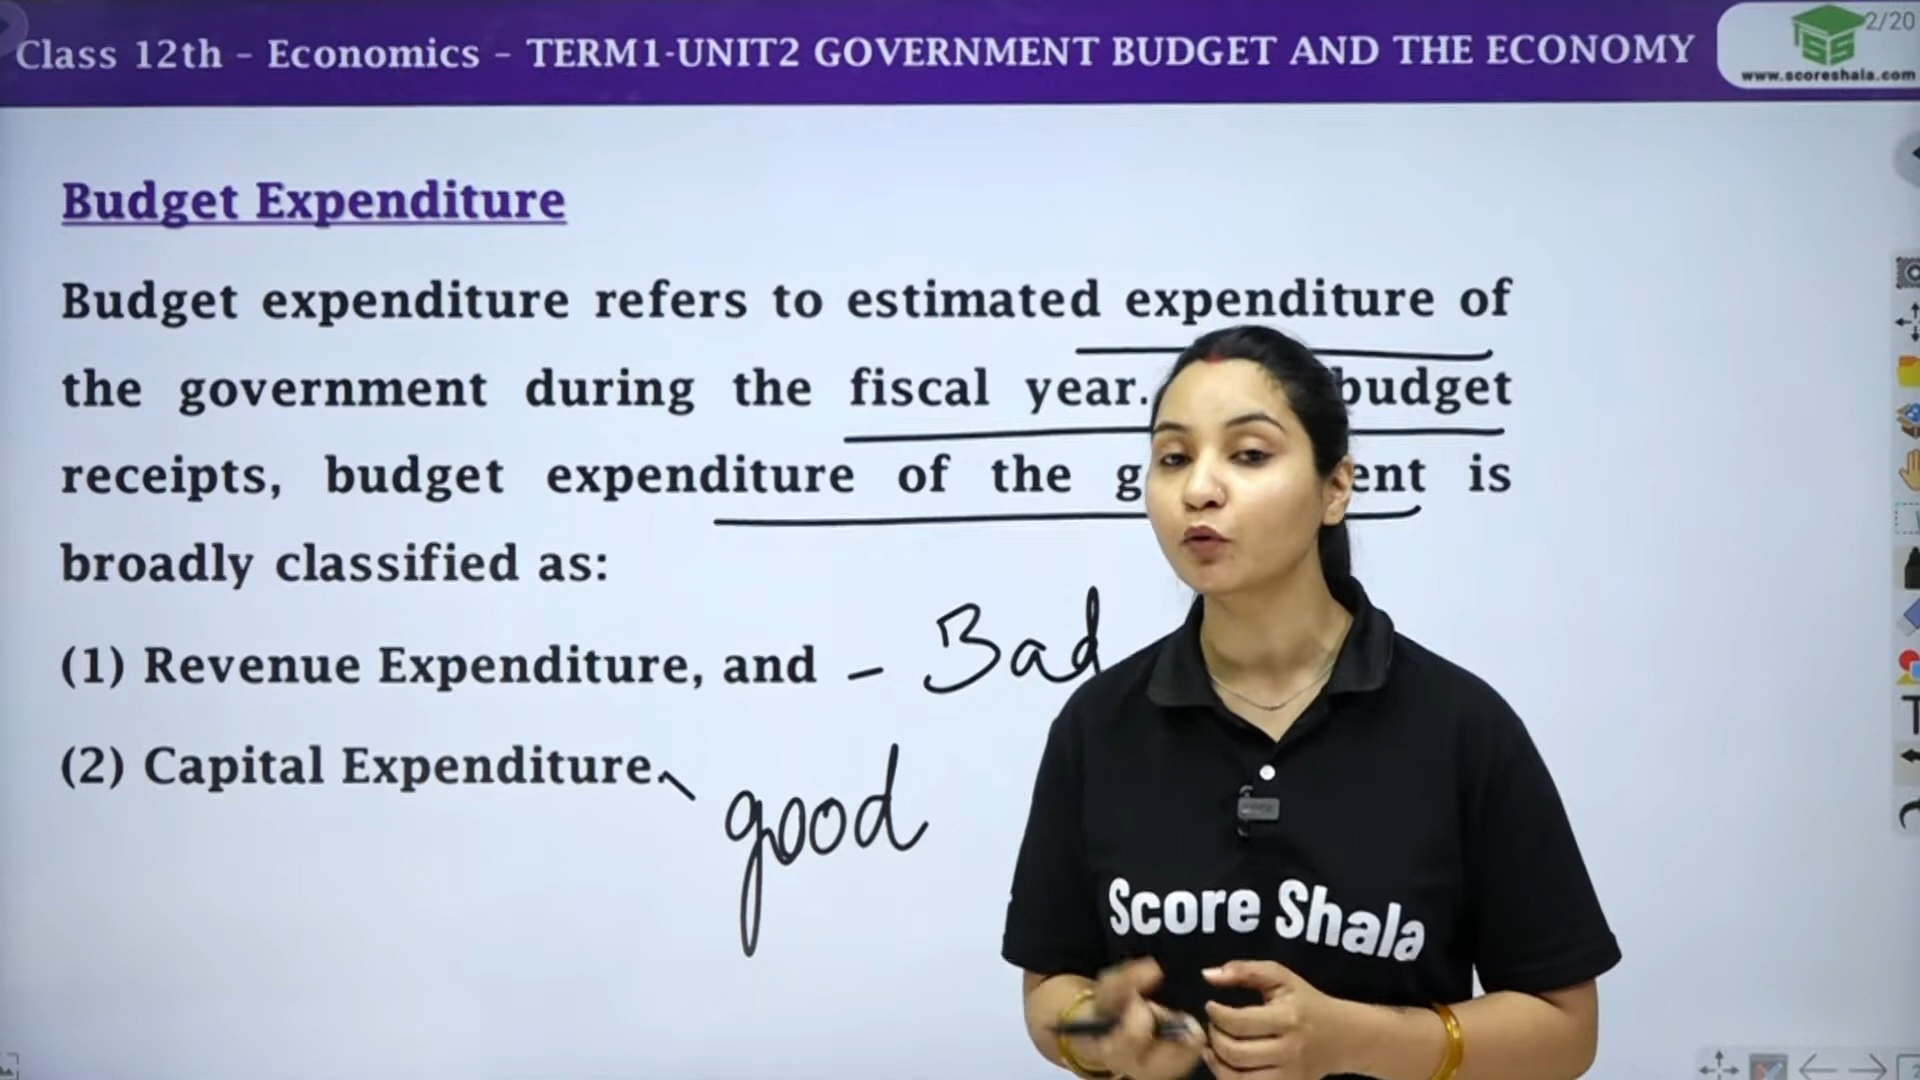 Class 12th - Economics - TERM1-UNIT2 GOVERNMENT BUDGET AND THE ECONOMY
2/20
www.scoreshala.com
Budget Expenditure
Budget expenditure refers to estimated expenditure of
the government during the fiscal year. budget
receipts, budget expenditure of the is
broadly classified as:
(1) Revenue Expenditure, and - Bad
(2) Capital Expenditure.
good
Score Shala